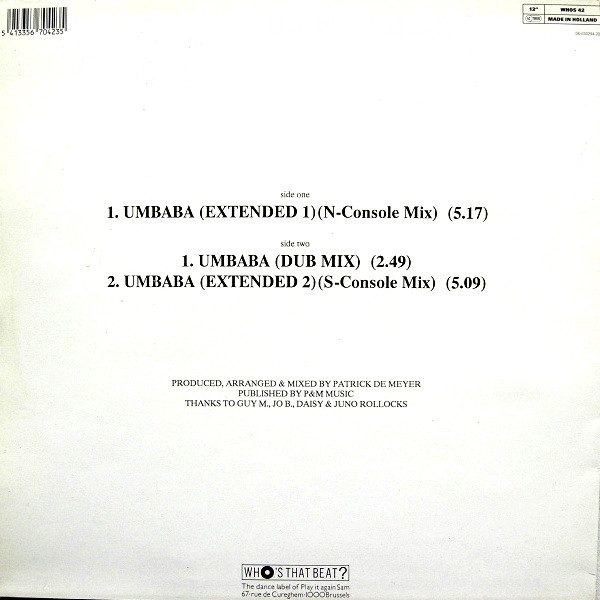 5 413356 704235
12" WHOS 42
MADE IN HOLLAND
side one
1. UMBABA (EXTENDED 1)(N-Console Mix) (5.17)
side two
1. UMBABA (DUB MIX) (2.49)
2. UMBABA (EXTENDED 2)(S-Console Mix) (5.09)
PRODUCED, ARRANGED & MIXED BY PATRICK DE MEYER
PUBLISHED BY P&M MUSIC
THANKS TO GUY M., JO B., DAISY & JUNO ROLLOCKS
WHO'S THAT BEAT?
The dance label of Play it again Sam
67 rue de Cureghem·1000 Brussels